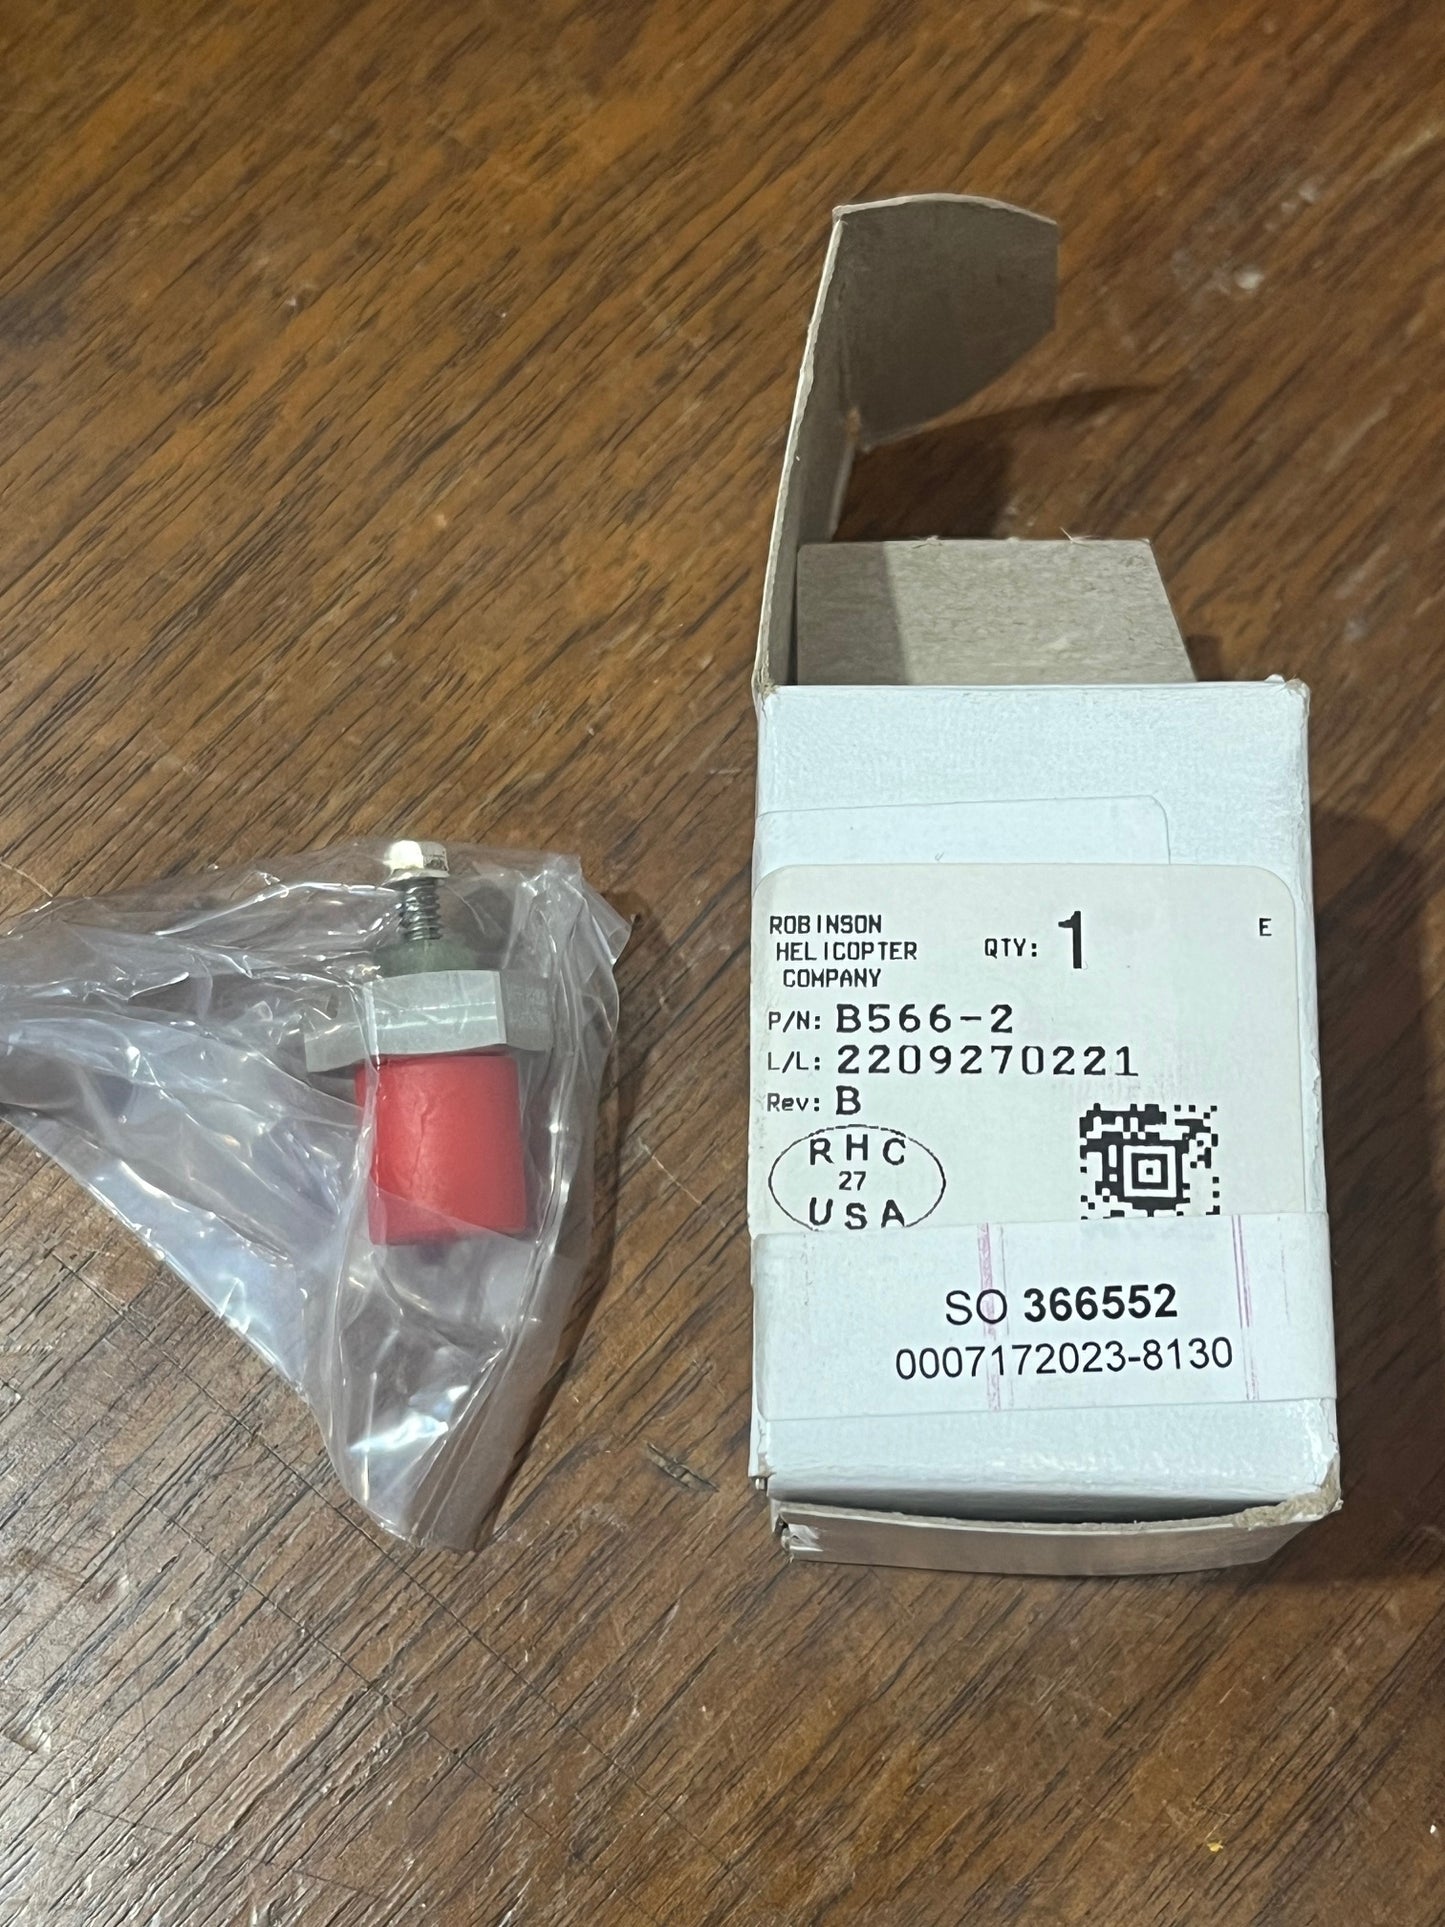 ROBINSON
HELICOPTER
COMPANY
QTY: 1
E
P/N: B566-2
L/L: 2209270221
Rev: B
RHC
27
USA
SO 366552
0007172023-8130